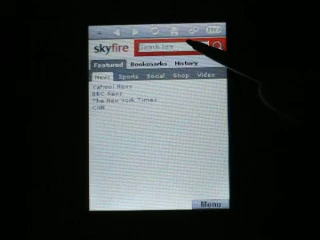 skyfire Search here
Featured Bookmarks History
News Sports Social Shop Video
Yahoo! News
BBC News
The New York Times
CNN
Menu